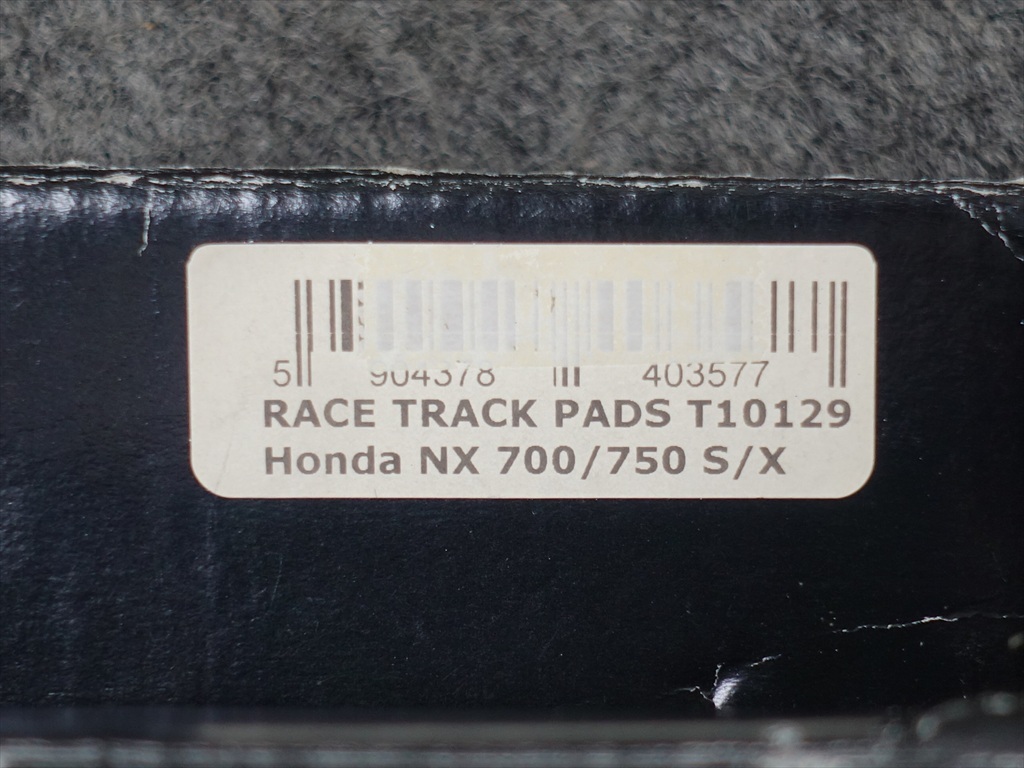 5 904378 403577
RACE TRACK PADS T10129
Honda NX 700/750 S/X